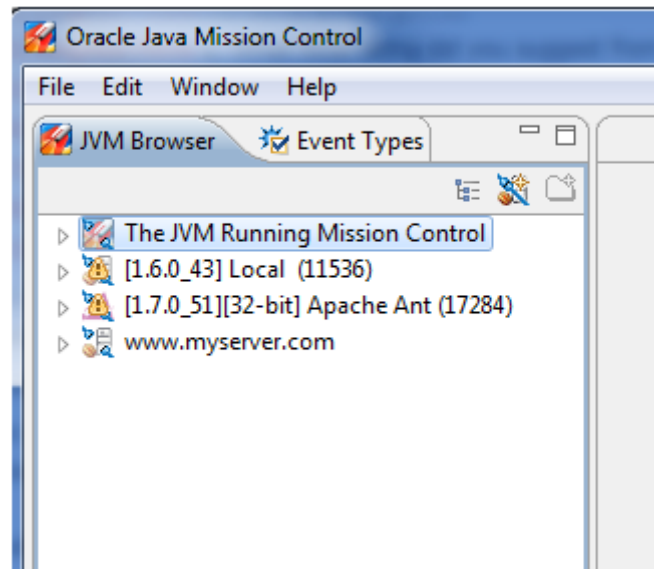 Oracle Java Mission Control
File Edit Window Help
JVM Browser Event Types
The JVM Running Mission Control
[1.6.0_43] Local (11536)
[1.7.0_51][32-bit] Apache Ant (17284)
www.myserver.com